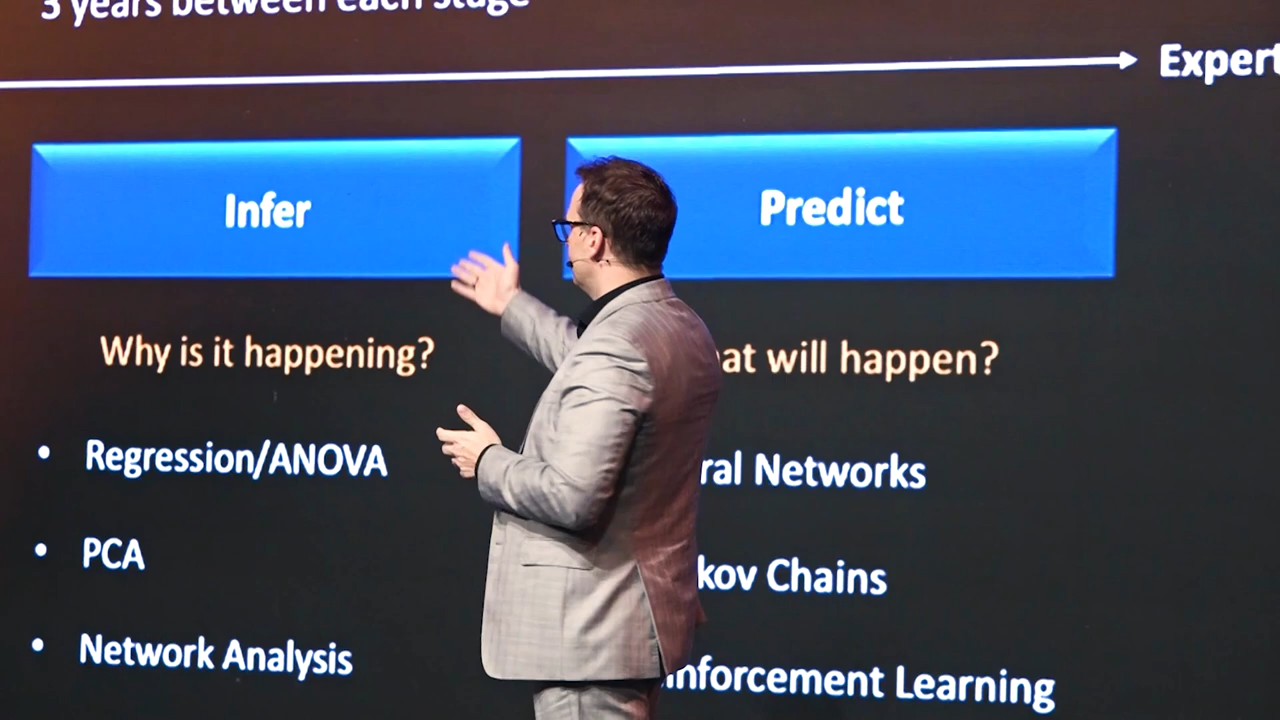 3 years between each stage
Expert
Infer
Predict
Why is it happening?
at will happen?
• Regression/ANOVA
ral Networks
• PCA
kov Chains
• Network Analysis
nforcement Learning